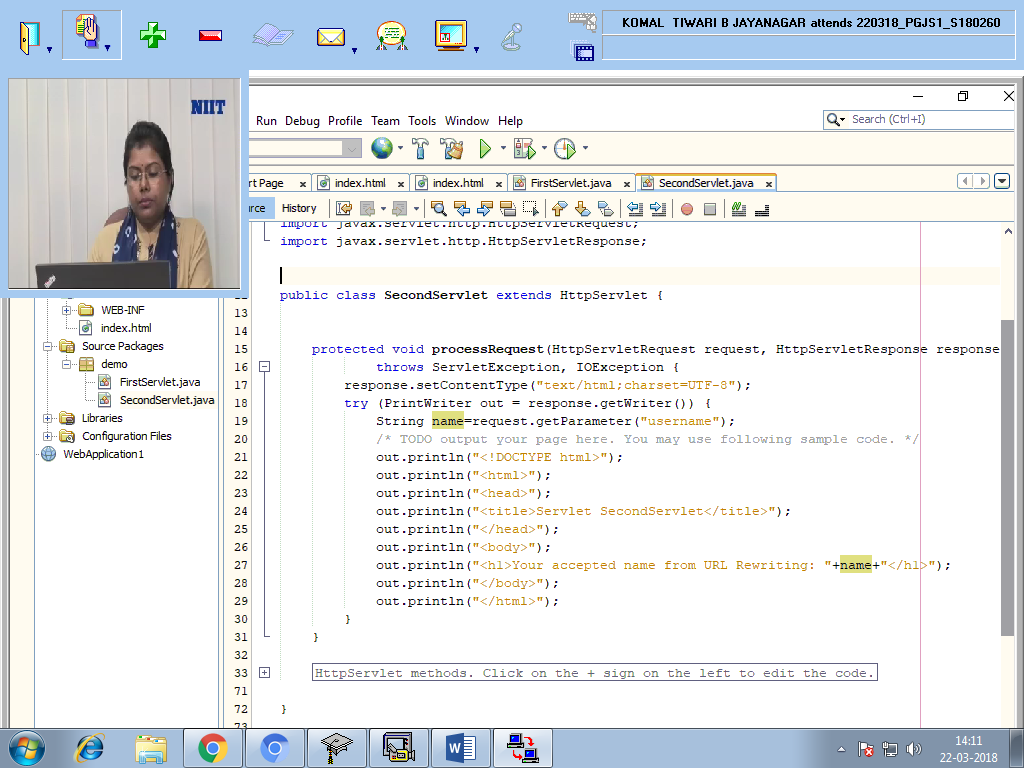 KOMAL TIWARI B JAYANAGAR attends 220318_PGJS1_S180260
NIIT
Run Debug Profile Team Tools Window Help
Search (Ctrl+I)
rt Page index.html index.html FirstServlet.java SecondServlet.java
rce History
import javax.servlet.http.HttpServletRequest;
import javax.servlet.http.HttpServletResponse;
public class SecondServlet extends HttpServlet {
13
14
15 protected void processRequest(HttpServletRequest request, HttpServletResponse response
16 throws ServletException, IOException {
17 response.setContentType("text/html;charset=UTF-8");
18 try (PrintWriter out = response.getWriter()) {
19 String name=request.getParameter("username");
20 /* TODO output your page here. You may use following sample code. */
21 out.println("<!DOCTYPE html>");
22 out.println("<html>");
23 out.println("<head>");
24 out.println("<title>Servlet SecondServlet</title>");
25 out.println("</head>");
26 out.println("<body>");
27 out.println("<h1>Your accepted name from URL Rewriting: "+name+"</h1>");
28 out.println("</body>");
29 out.println("</html>");
30 }
31 }
32
33 HttpServlet methods. Click on the + sign on the left to edit the code.
71
72 }
73
WEB-INF
index.html
Source Packages
demo
FirstServlet.java
SecondServlet.java
Libraries
Configuration Files
WebApplication1
14:11
22-03-2018